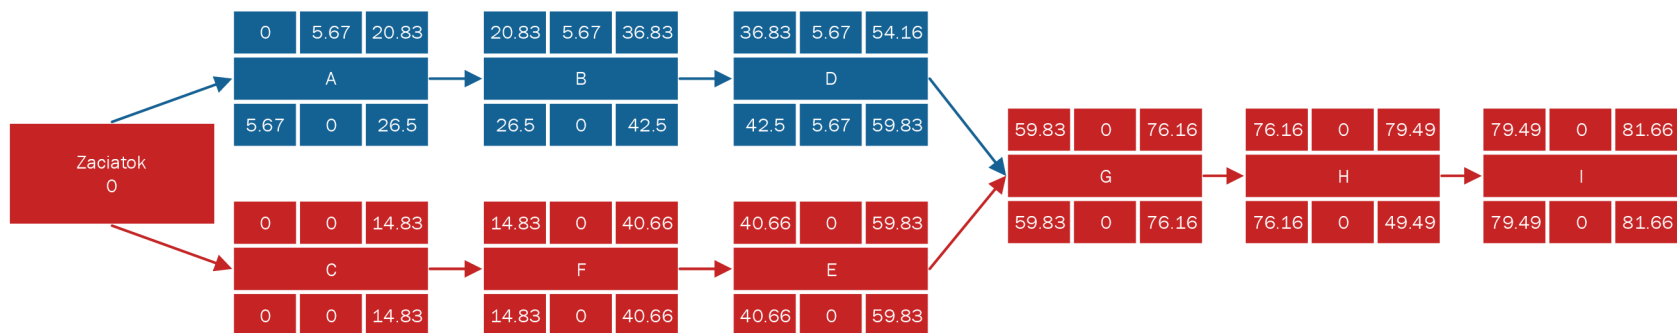 0 5.67 20.83
A
5.67 0 26.5
20.83 5.67 36.83
B
26.5 0 42.5
36.83 5.67 54.16
D
42.5 5.67 59.83
Zaciatok
0
0 0 14.83
C
0 0 14.83
14.83 0 40.66
F
14.83 0 40.66
40.66 0 59.83
E
40.66 0 59.83
59.83 0 76.16
G
59.83 0 76.16
76.16 0 79.49
H
76.16 0 49.49
79.49 0 81.66
I
79.49 0 81.66